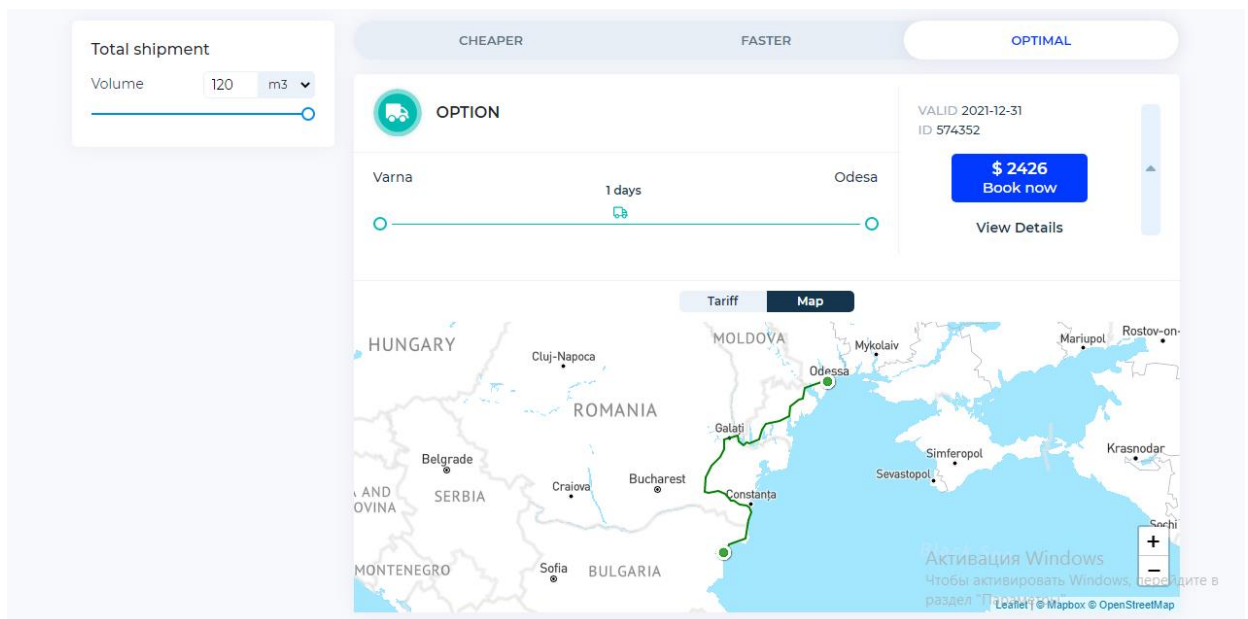 Total shipment
Volume 120 m3
CHEAPER FASTER OPTIMAL
OPTION
VALID 2021-12-31
ID 574352
$ 2426
Book now
View Details
Varna Odesa
1 days
Tariff Map
HUNGARY
Cluj-Napoca
MOLDOVA
Mykolaiv
Mariupol
Rostov-on-
Odessa
ROMANIA
Galați
Belgrade
Simferopol
Krasnodar
Sevastopol
AND
OVINA
SERBIA
Craiova
Bucharest
Constanța
Sochi
+
−
MONTENEGRO
Sofia
BULGARIA
Активация Windows
Чтобы активировать Windows, перейдите в
раздел "Параметры".
Leaflet | © Mapbox © OpenStreetMap